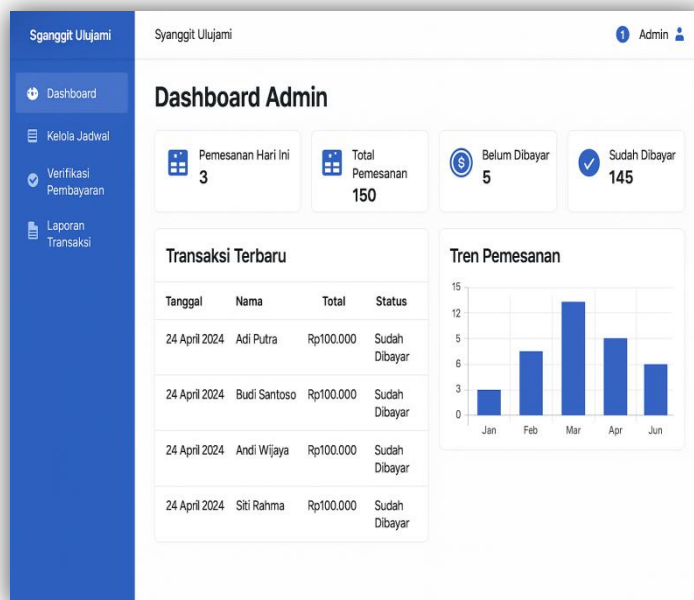 Sganggit Ulujami
Syanggit Ulujami
1 Admin
Dashboard
Kelola Jadwal
Verifikasi
Pembayaran
Laporan
Transaksi
Dashboard Admin
Pemesanan Hari Ini
3
Total
Pemesanan
150
Belum Dibayar
5
Sudah Dibayar
145
Transaksi Terbaru
Tanggal Nama Total Status
24 April 2024 Adi Putra Rp100.000 Sudah
Dibayar
24 April 2024 Budi Santoso Rp100.000 Sudah
Dibayar
24 April 2024 Andi Wijaya Rp100.000 Sudah
Dibayar
24 April 2024 Siti Rahma Rp100.000 Sudah
Dibayar
Tren Pemesanan
15
12
5
6
3
0
Jan Feb Mar Apr Jun